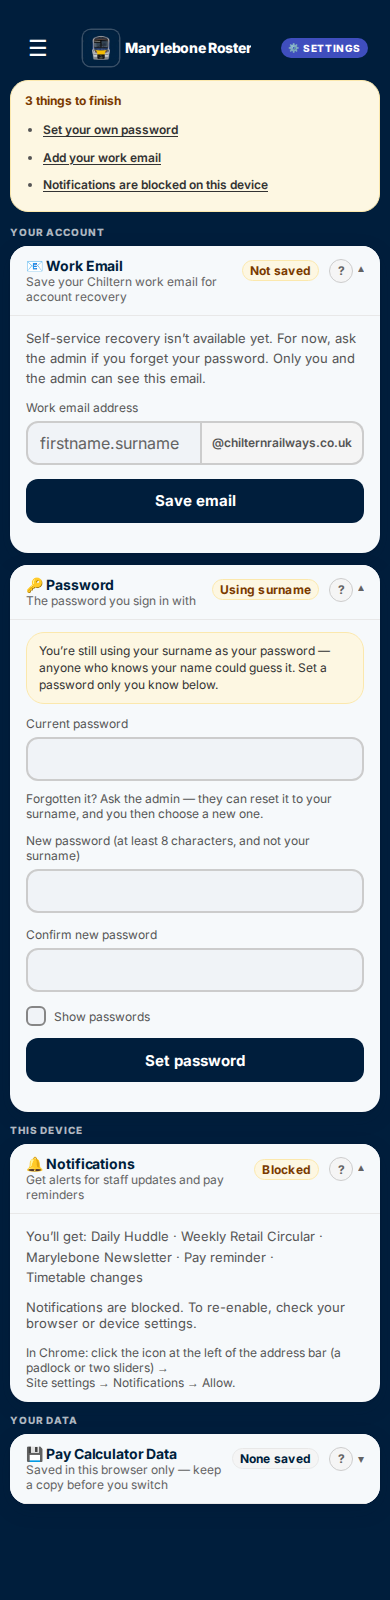 ☰ Marylebone Roster ⚙️ SETTINGS
3 things to finish
• Set your own password
• Add your work email
• Notifications are blocked on this device
YOUR ACCOUNT
📧 Work Email
Save your Chiltern work email for
account recovery
Not saved ? ▲
Self-service recovery isn’t available yet. For now, ask
the admin if you forget your password. Only you and
the admin can see this email.
Work email address
firstname.surname @chilternrailways.co.uk
Save email
🔑 Password
The password you sign in with
Using surname ? ▲
You’re still using your surname as your password —
anyone who knows your name could guess it. Set a
password only you know below.
Current password
Forgotten it? Ask the admin — they can reset it to your
surname, and you then choose a new one.
New password (at least 8 characters, and not your
surname)
Confirm new password
Show passwords
Set password
THIS DEVICE
🔔 Notifications
Get alerts for staff updates and pay
reminders
Blocked ? ▲
You’ll get: Daily Huddle · Weekly Retail Circular ·
Marylebone Newsletter · Pay reminder ·
Timetable changes
Notifications are blocked. To re-enable, check your
browser or device settings.
In Chrome: click the icon at the left of the address bar (a
padlock or two sliders) →
Site settings → Notifications → Allow.
YOUR DATA
💾 Pay Calculator Data
Saved in this browser only — keep
a copy before you switch
None saved ? ▼